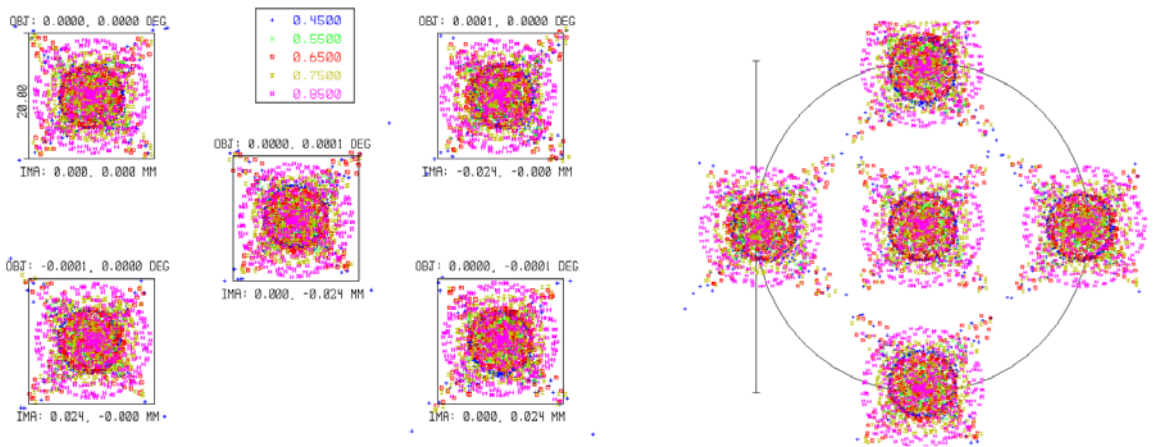 OBJ: 0.0000, 0.0000 DEG
20.00
IMA: 0.000, 0.000 MM
0.4500
0.5500
0.6500
0.7500
0.8500
OBJ: 0.0001, 0.0000 DEG
IMA: -0.024, -0.000 MM
OBJ: 0.0000, 0.0001 DEG
IMA: 0.000, -0.024 MM
OBJ: -0.0001, 0.0000 DEG
IMA: 0.024, -0.000 MM
OBJ: 0.0000, -0.0001 DEG
IMA: 0.000, 0.024 MM